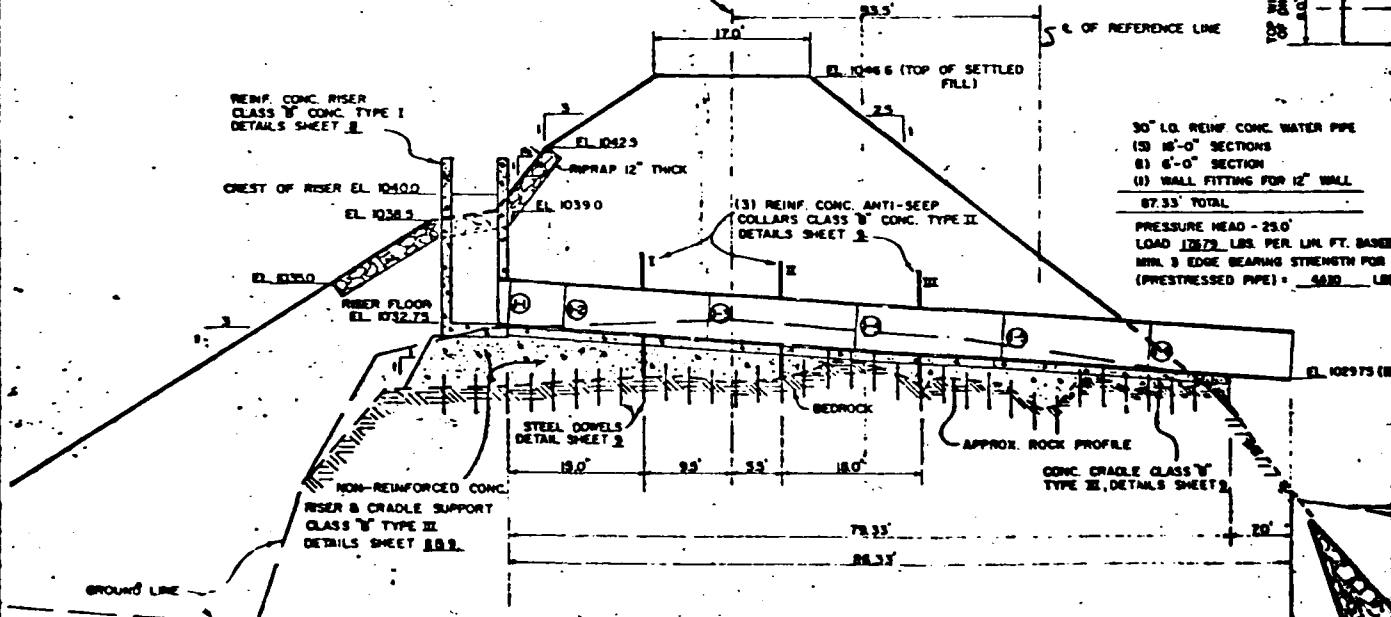 93.5'
17.0'
℄ OF REFERENCE LINE
TOP
EL. 1046.6 (TOP OF SETTLED
FILL)
REINF. CONC. RISER
CLASS "B" CONC. TYPE I
DETAILS SHEET 8
3
1
2.5
1
EL. 1042.5
RIPRAP 12" THICK
30" I.D. REINF. CONC. WATER PIPE
(5) 16'-0" SECTIONS
(1) 6'-0" SECTION
(1) WALL FITTING FOR 12" WALL
87.33' TOTAL
PRESSURE HEAD - 25.0'
LOAD 17679 LBS. PER LIN. FT. BASED
MIN. 3 EDGE BEARING STRENGTH FOR
(PRESTRESSED PIPE) =
CREST OF RISER EL. 1040.0
EL. 1038.5
EL. 1039.0
(3) REINF. CONC. ANTI-SEEP
COLLARS CLASS "B" CONC. TYPE II
DETAILS SHEET 9
I
II
III
EL. 1035.0
RISER FLOOR
EL. 1032.75
3
1
EL. 1029.75
BEDROCK
STEEL DOWELS
DETAIL SHEET 9
APPROX. ROCK PROFILE
15.0'
9.5'
5.5'
16.0'
CONC. CRADLE CLASS "B"
TYPE III, DETAILS SHEET 9
NON-REINFORCED CONC.
RISER & CRADLE SUPPORT
CLASS "B" TYPE III
DETAILS SHEET 8&9
79.33'
86.33'
GROUND LINE